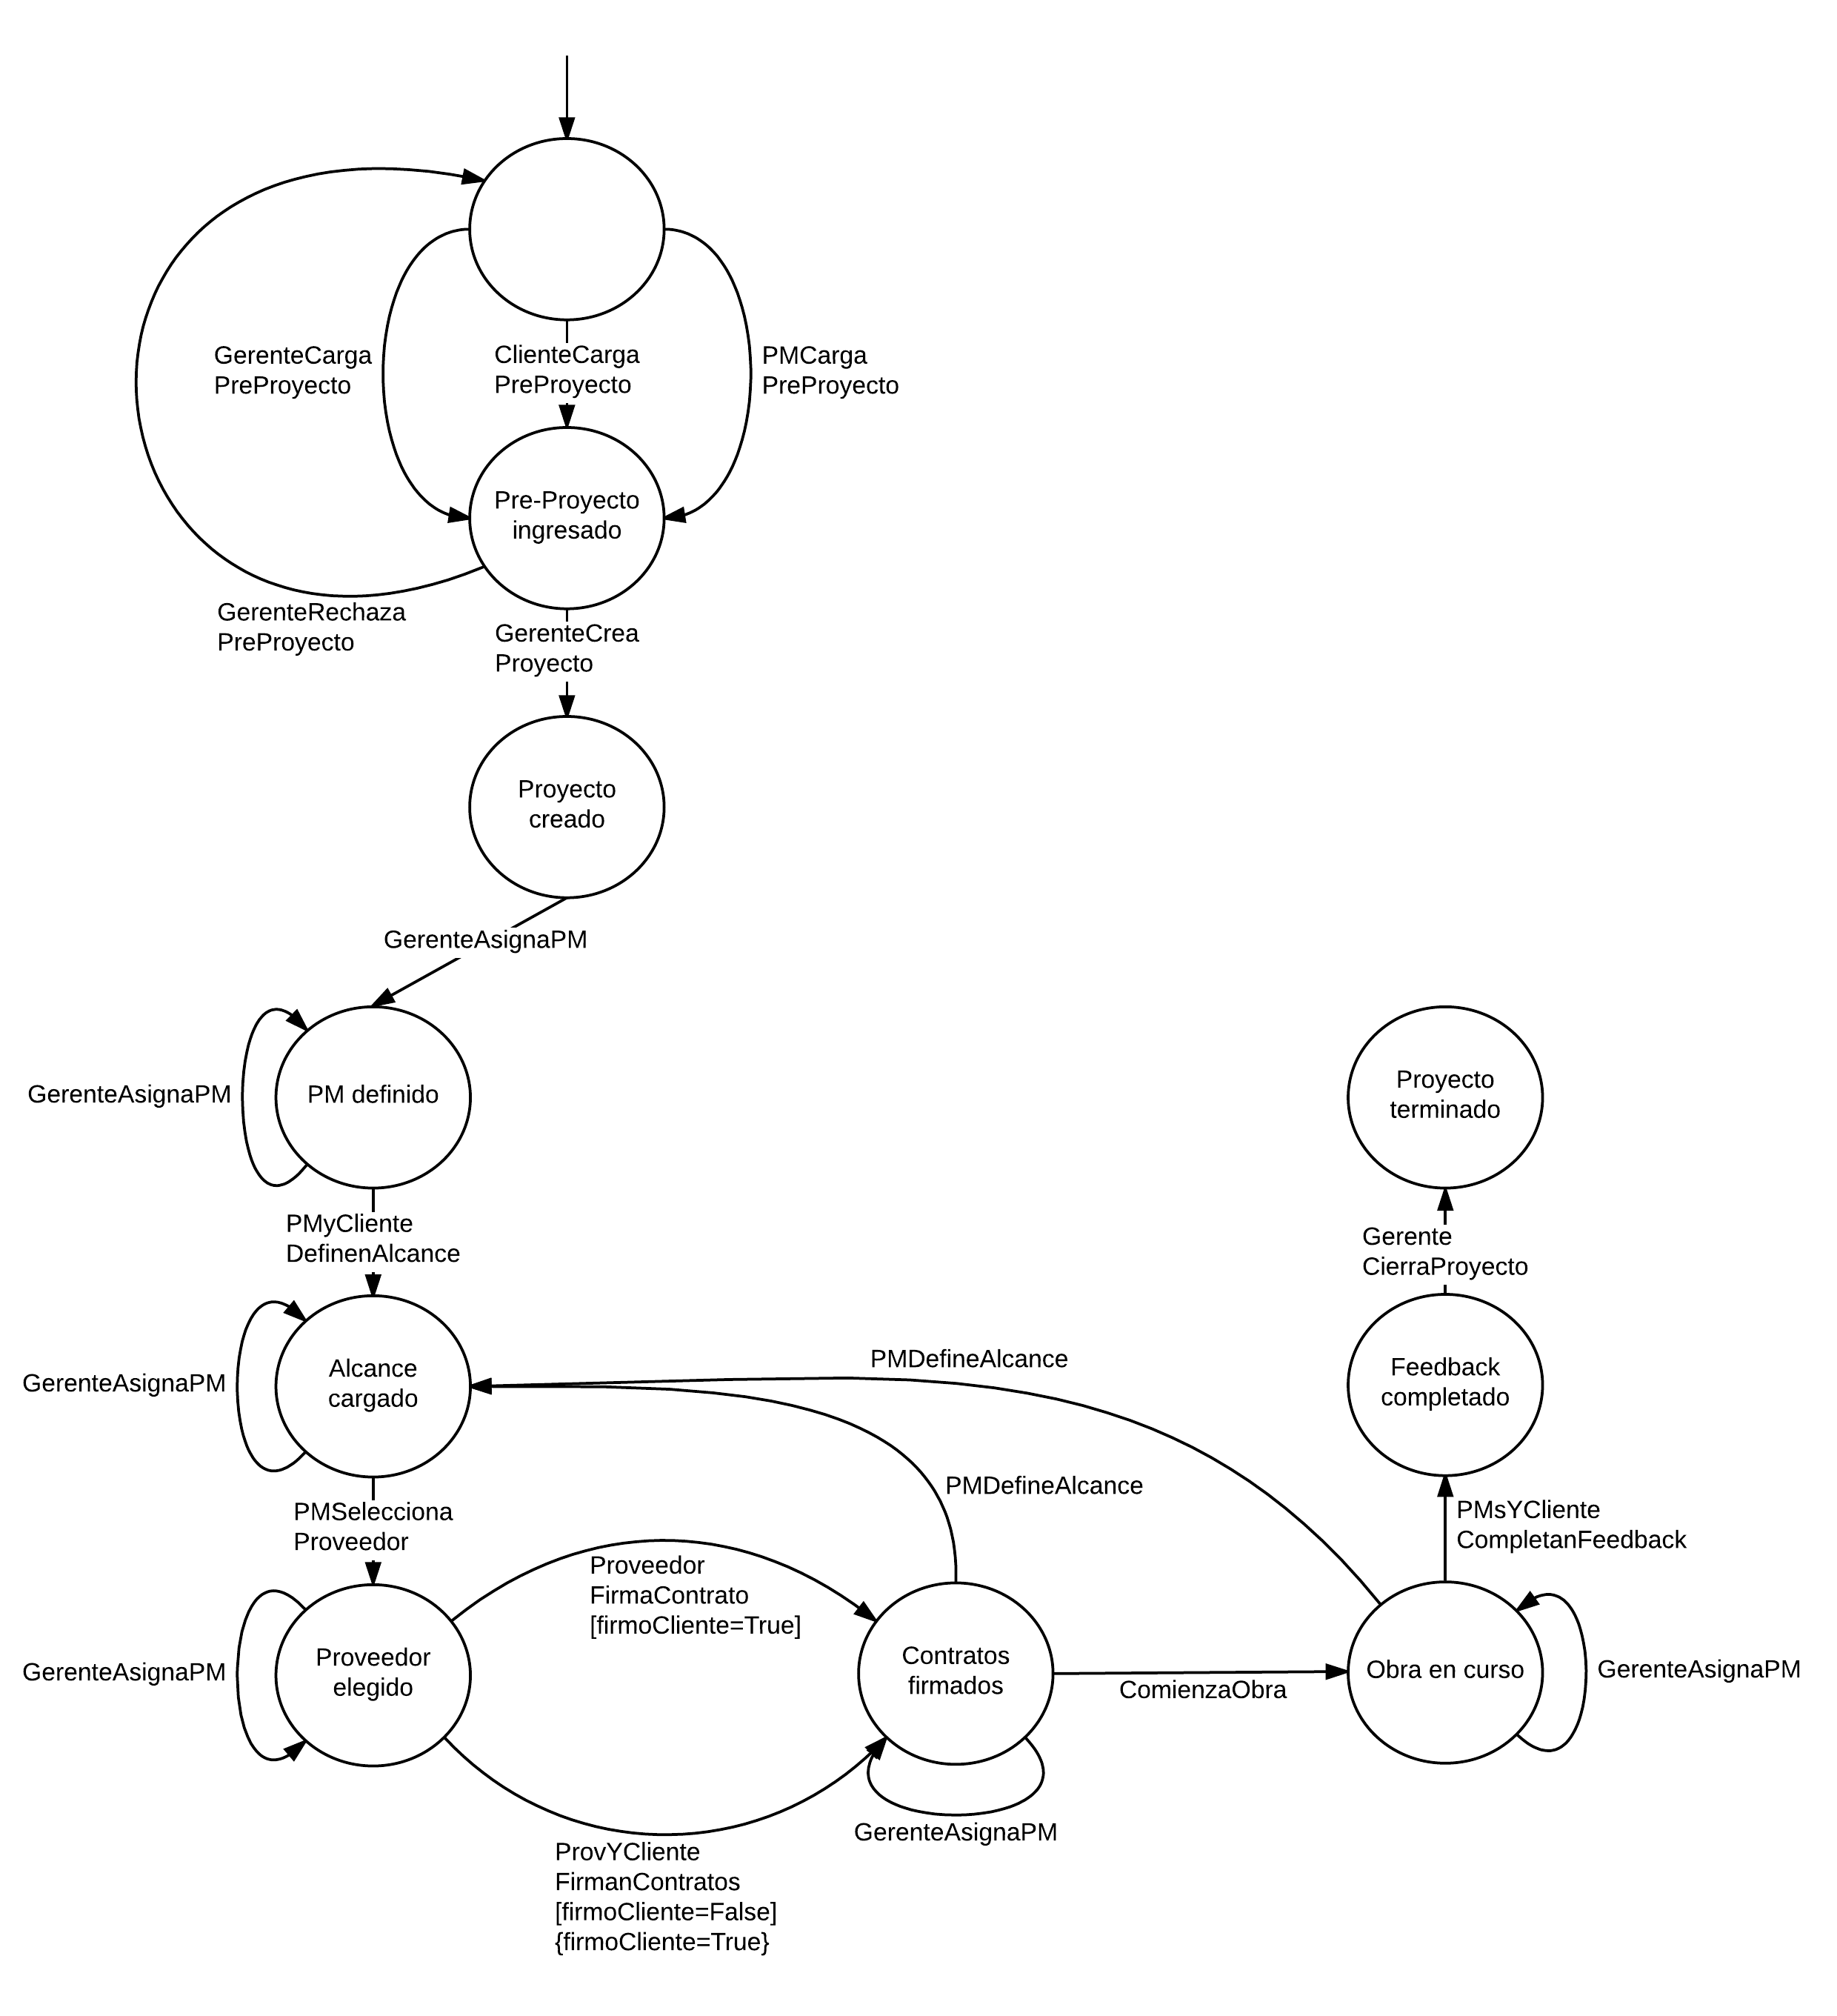 GerenteCarga
PreProyecto
ClienteCarga
PreProyecto
PMCarga
PreProyecto
Pre-Proyecto
ingresado
GerenteRechaza
PreProyecto
GerenteCrea
Proyecto
Proyecto
creado
GerenteAsignaPM
GerenteAsignaPM
PM definido
Proyecto
terminado
PMyCliente
DefinenAlcance
Gerente
CierraProyecto
GerenteAsignaPM
Alcance
cargado
PMDefineAlcance
Feedback
completado
PMDefineAlcance
PMSelecciona
Proveedor
PMsYCliente
CompletanFeedback
Proveedor
FirmaContrato
[firmoCliente=True]
GerenteAsignaPM
Proveedor
elegido
Contratos
firmados
ComienzaObra
Obra en curso
GerenteAsignaPM
GerenteAsignaPM
ProvYCliente
FirmanContratos
[firmoCliente=False]
{firmoCliente=True}